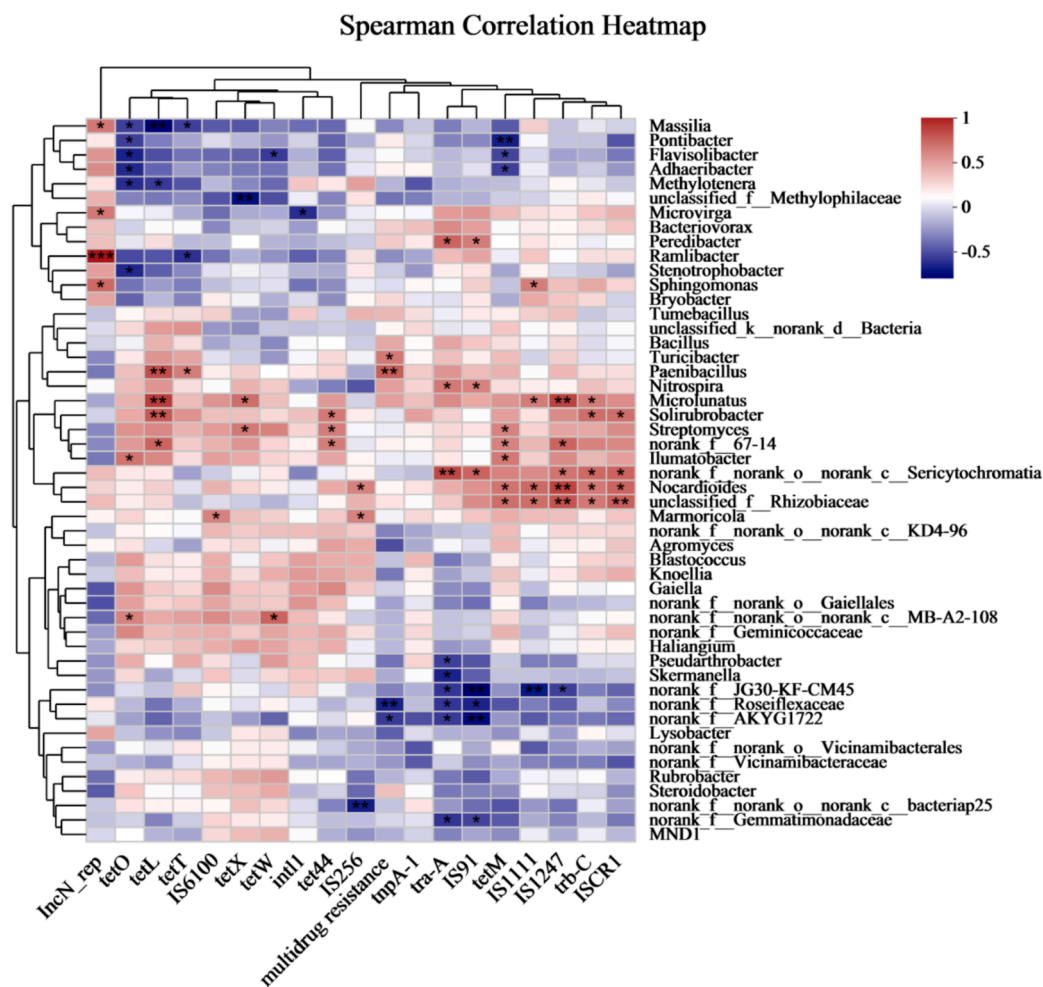 Spearman Correlation Heatmap
1
0.5
0
-0.5
* * ** * Massilia
* ** Pontibacter
* * * Flavisolibacter
* * Adhaeribacter
* * Methylotenera
** unclassified_f__Methylophilaceae
* * Microvirga
Bacteriovorax
* * Peredibacter
*** * Ramlibacter
* Stenotrophobacter
* * Sphingomonas
Bryobacter
Tumebacillus
unclassified_k__norank_d__Bacteria
Bacillus
* Turicibacter
** * ** Paenibacillus
* * Nitrospira
** * * ** * Microlunatus
** * * * Solirubrobacter
* * * Streptomyces
* * * * norank_f__67-14
* * Ilumatobacter
** * * * * norank_f__norank_o__norank_c__Sericytochromatia
* * * ** * * Nocardioides
* * ** * ** unclassified_f__Rhizobiaceae
* * Marmoricola
norank_f__norank_o__norank_c__KD4-96
Agromyces
Blastococcus
Knoellia
Gaiella
norank_f__norank_o__Gaiellales
* * norank_f__norank_o__norank_c__MB-A2-108
norank_f__Geminicoccaceae
Haliangium
* Pseudarthrobacter
* Skermanella
* ** ** * norank_f__JG30-KF-CM45
** * * norank_f__Roseiflexaceae
* * ** norank_f__AKYG1722
Lysobacter
norank_f__norank_o__Vicinamibacterales
norank_f__Vicinamibacteraceae
Rubrobacter
Steroidobacter
** norank_f__norank_o__norank_c__bacteriap25
* * norank_f__Gemmatimonadaceae
MND1
IncN_rep
tetO
tetL
tetT
IS6100
tetX
tetW
intI1
tet44
IS256
multidrug resistance
tnpA-1
tra-A
IS91
tetM
IS1111
IS1247
trb-C
ISCR1